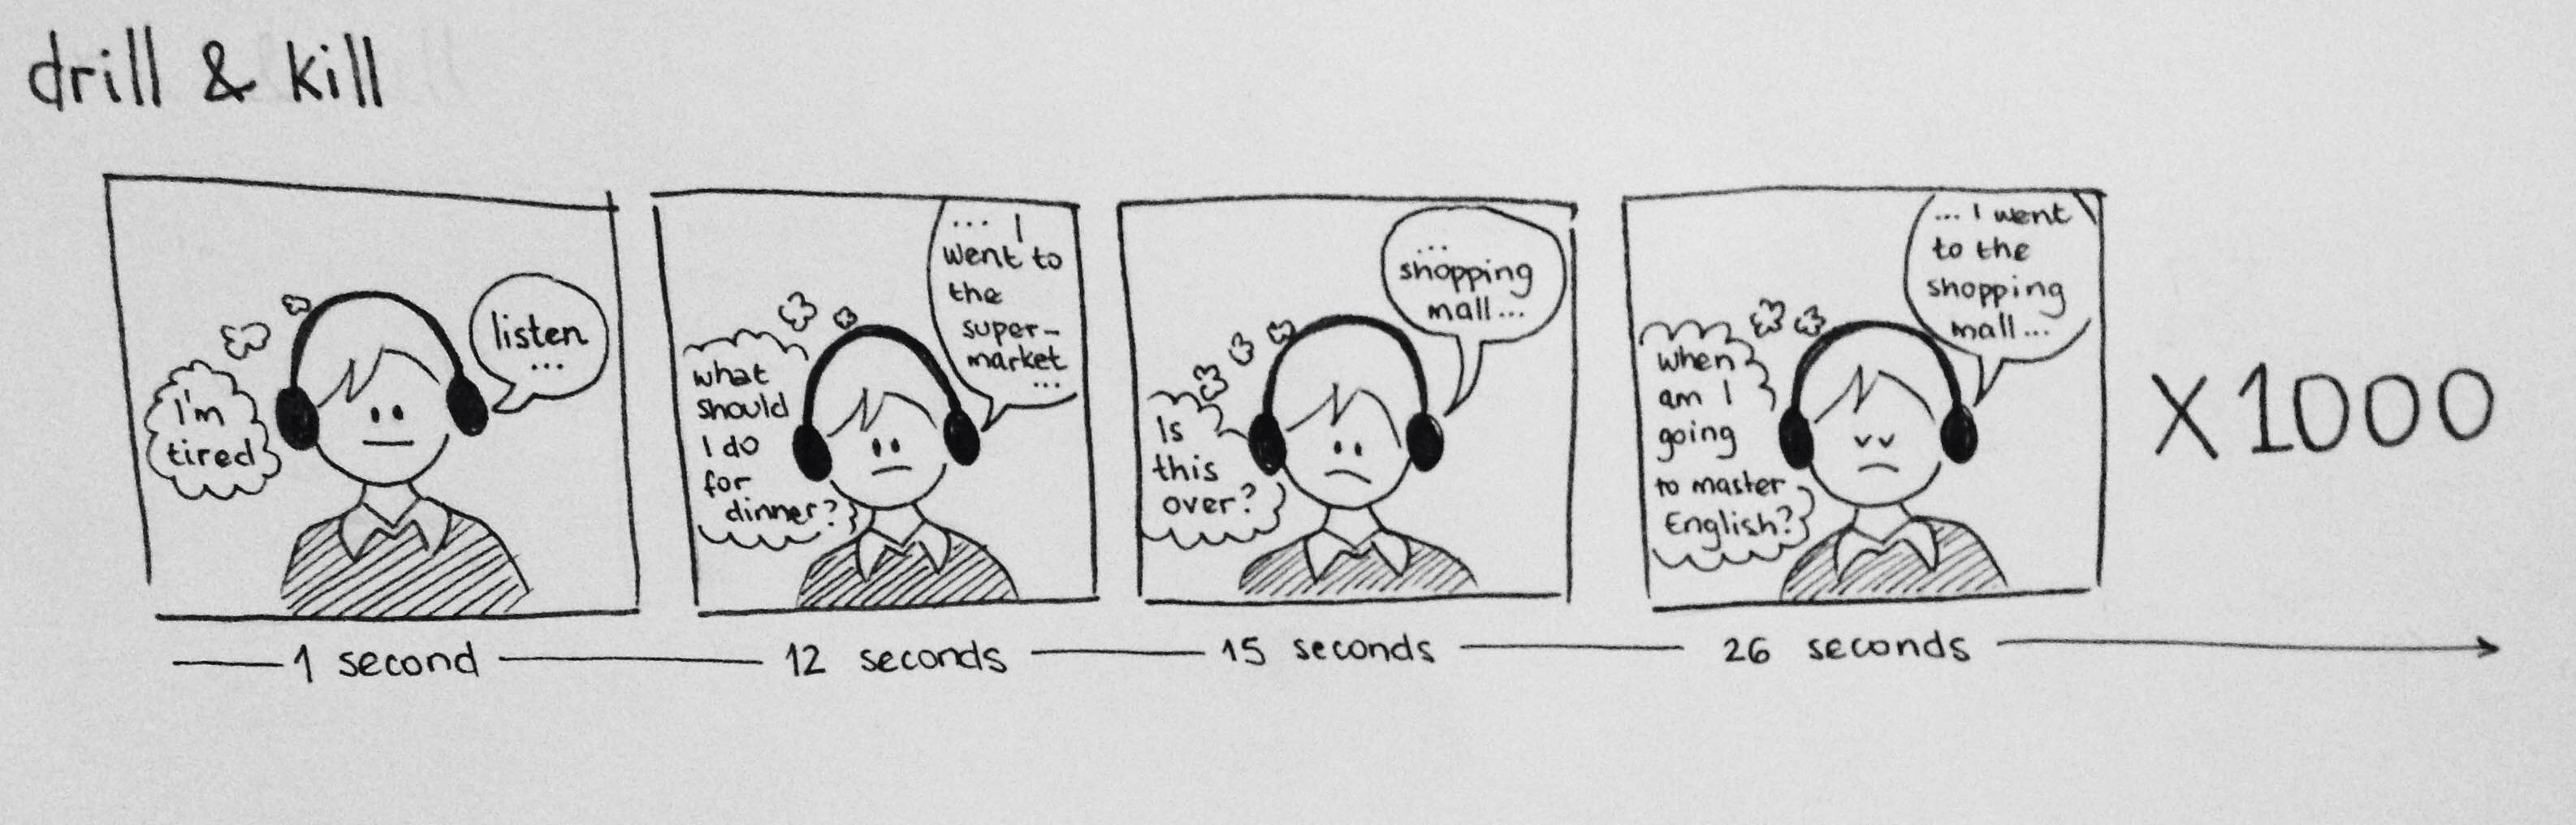 drill & kill
I'm
tired
listen
...
what
should
I do
for
dinner?
... I
went to
the
super-
market
...
Is
this
over?
...
shopping
mall...
when
am I
going
to master
English?
... I went
to the
shopping
mall...
X1000
1 second
12 seconds
15 seconds
26 seconds